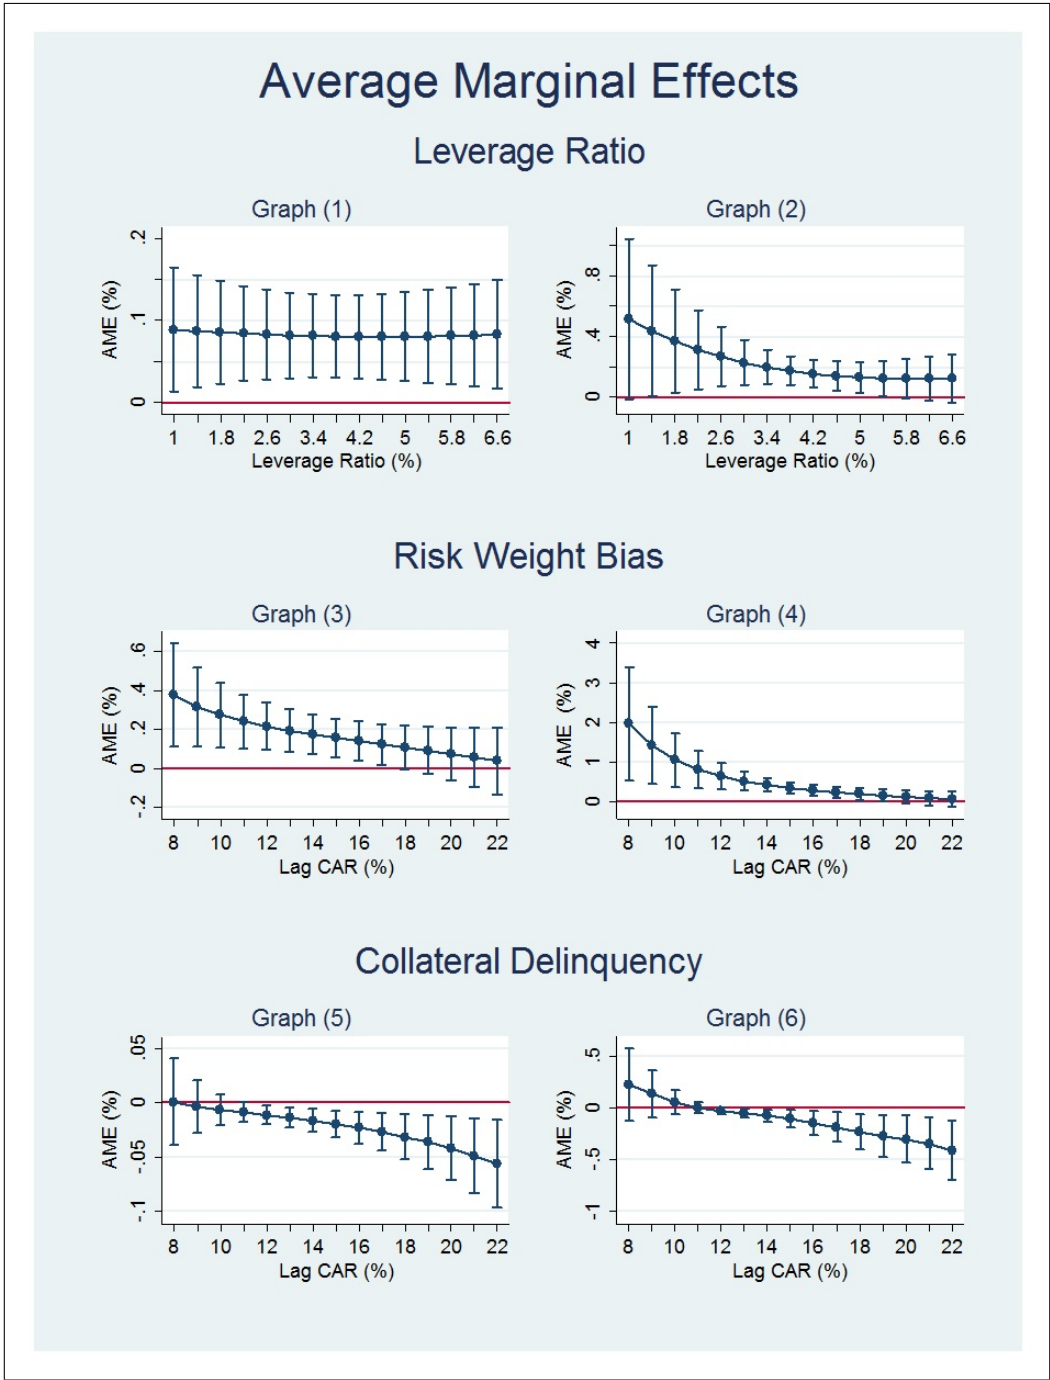 Average Marginal Effects
Leverage Ratio
Graph (1)
AME (%)
.2
.1
0
1 1.8 2.6 3.4 4.2 5 5.8 6.6
Leverage Ratio (%)
Graph (2)
AME (%)
.8
.4
0
1 1.8 2.6 3.4 4.2 5 5.8 6.6
Leverage Ratio (%)
Risk Weight Bias
Graph (3)
AME (%)
.6
.4
.2
0
-.2
8 10 12 14 16 18 20 22
Lag CAR (%)
Graph (4)
AME (%)
4
3
2
1
0
8 10 12 14 16 18 20 22
Lag CAR (%)
Collateral Delinquency
Graph (5)
AME (%)
.05
0
-.05
-.1
8 10 12 14 16 18 20 22
Lag CAR (%)
Graph (6)
AME (%)
.5
0
-.5
-1
8 10 12 14 16 18 20 22
Lag CAR (%)